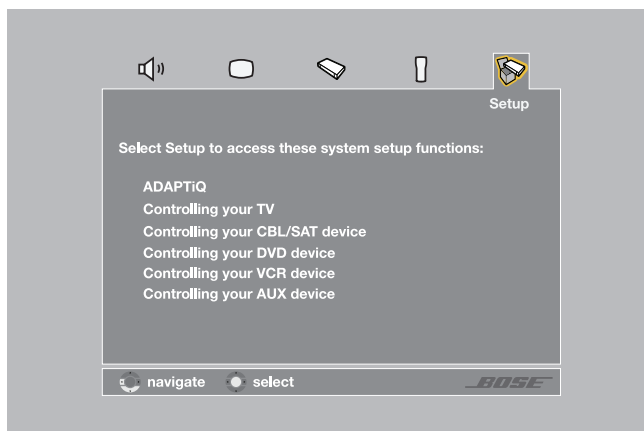 Setup
Select Setup to access these system setup functions:
ADAPTiQ
Controlling your TV
Controlling your CBL/SAT device
Controlling your DVD device
Controlling your VCR device
Controlling your AUX device
navigate select BOSE